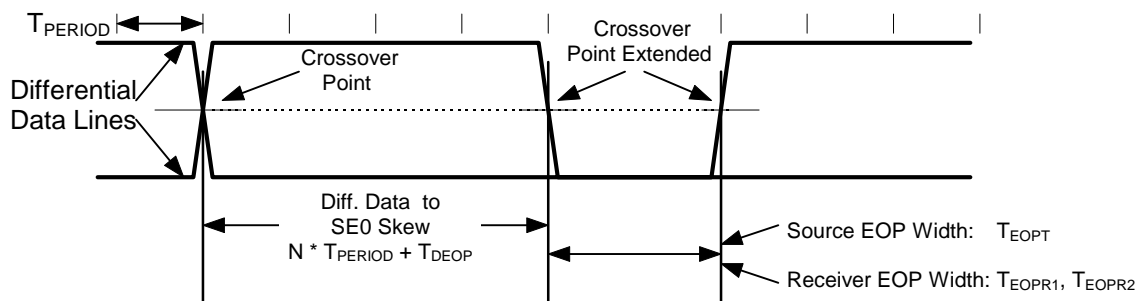 TPERIOD
Crossover
Point
Crossover
Point Extended
Differential
Data Lines
Diff. Data to
SE0 Skew
N * TPERIOD + TDEOP
Source EOP Width: TEOPT
Receiver EOP Width: TEOPR1, TEOPR2